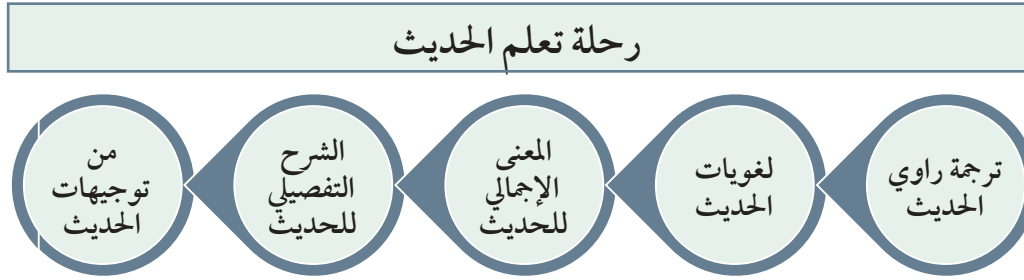 رحلة تعلم الحديث
ترجمة راوي
الحديث
لغويات
الحديث
المعنى
الإجمالي
للحديث
الشرح
التفصيلي
للحديث
من
توجيهات
الحديث